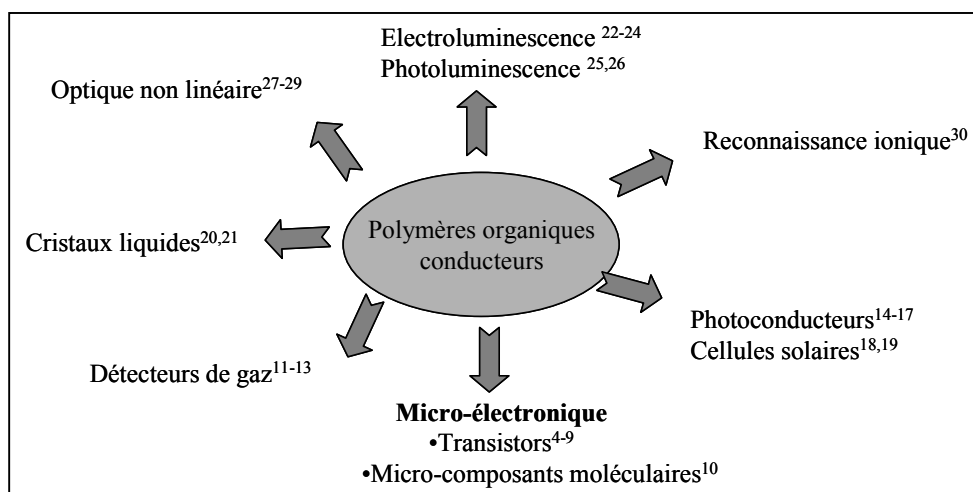 Electroluminescence 22-24
Photoluminescence 25,26
Optique non linéaire27-29
Reconnaissance ionique30
Polymères organiques
conducteurs
Cristaux liquides20,21
Photoconducteurs14-17
Cellules solaires18,19
Détecteurs de gaz11-13
Micro-électronique
•Transistors4-9
•Micro-composants moléculaires10